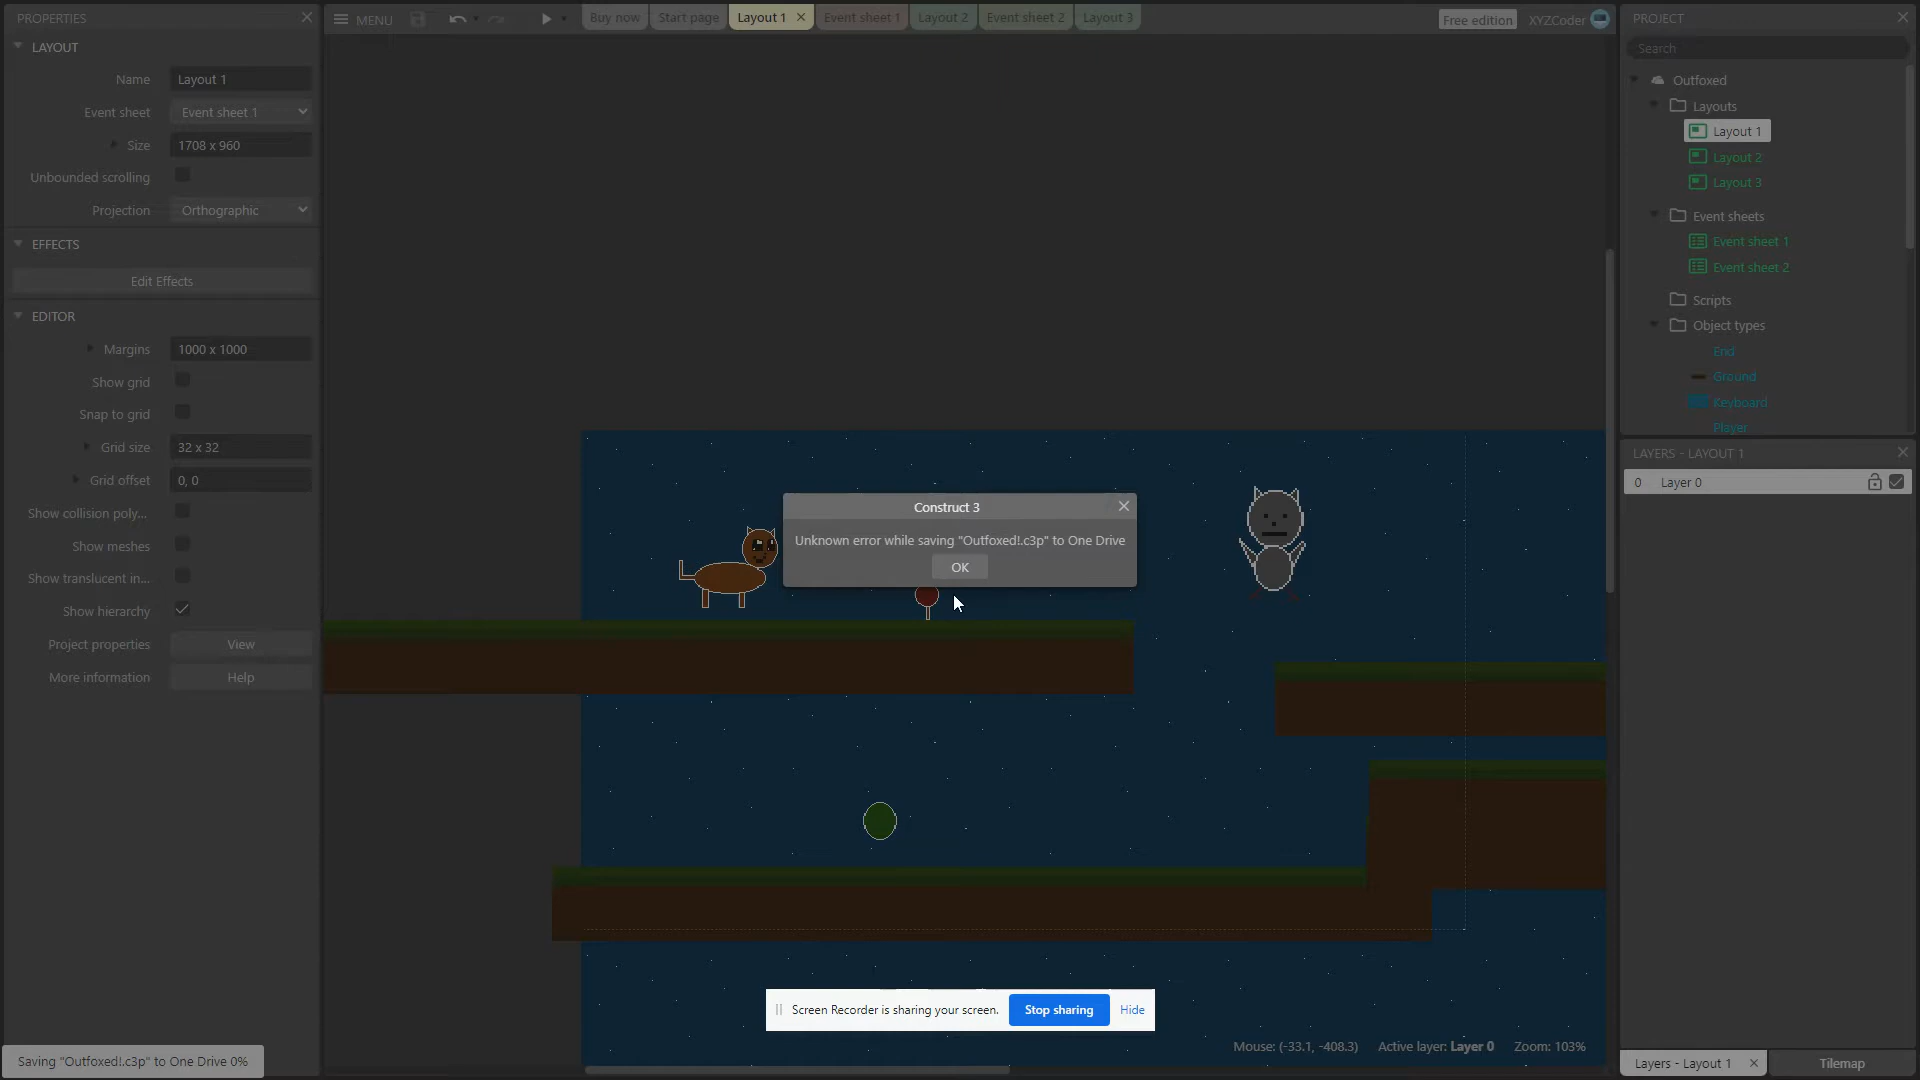 PROPERTIES
LAYOUT
Name Layout 1
Event sheet Event sheet 1
Size 1708 x 960
Unbounded scrolling
Projection Orthographic
EFFECTS
Edit Effects
EDITOR
Margins 1000 x 1000
Show grid
Snap to grid
Grid size 32 x 32
Grid offset 0, 0
Show collision poly...
Show meshes
Show translucent in...
Show hierarchy
Project properties View
More information Help
Saving "Outfoxed!.c3p" to One Drive 0%
MENU
Buy now Start page Layout 1 Event sheet 1 Layout 2 Event sheet 2 Layout 3
Free edition XYZCoder
Construct 3
Unknown error while saving "Outfoxed!.c3p" to One Drive
OK
Screen Recorder is sharing your screen. Stop sharing Hide
Mouse: (-33.1, -408.3) Active layer: Layer 0 Zoom: 103%
PROJECT
Search
Outfoxed
Layouts
Layout 1
Layout 2
Layout 3
Event sheets
Event sheet 1
Event sheet 2
Scripts
Object types
End
Ground
Keyboard
Player
LAYERS - LAYOUT 1
0 Layer 0
Layers - Layout 1 Tilemap